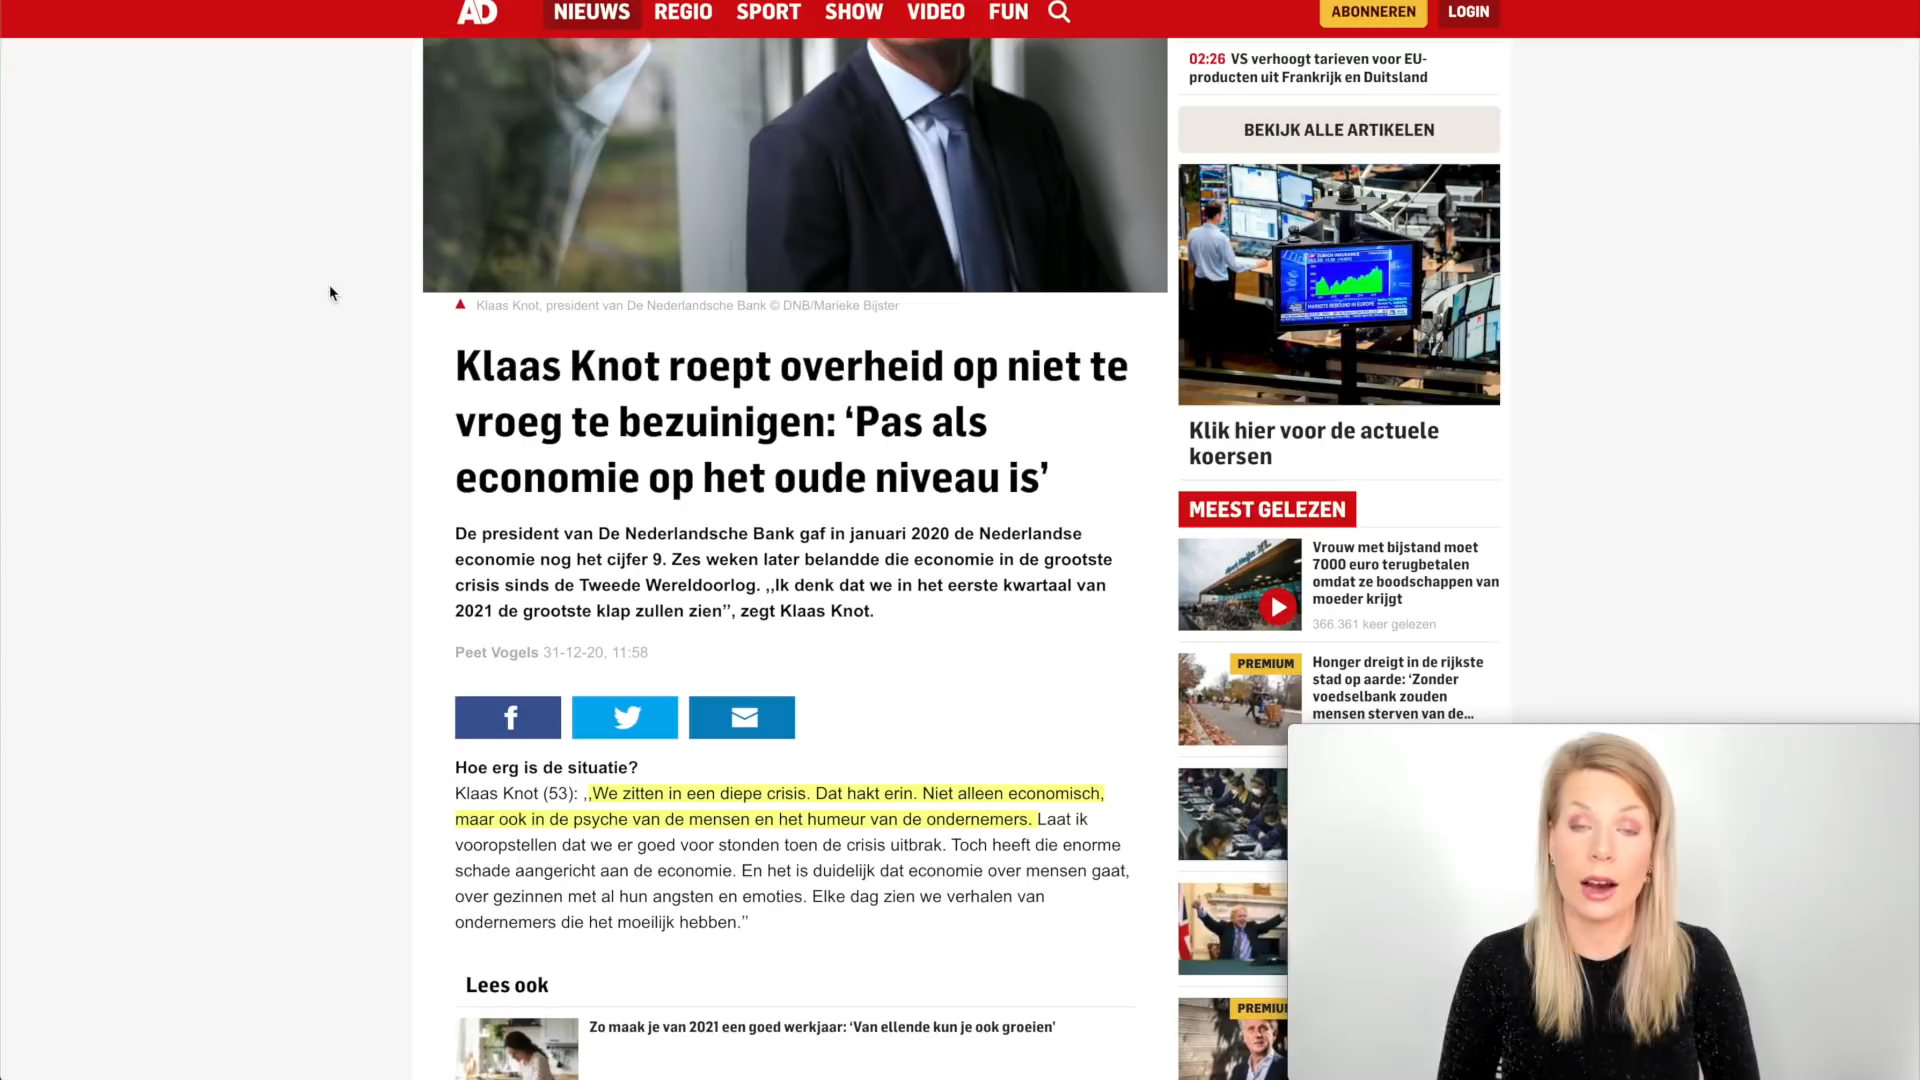 AD NIEUWS REGIO SPORT SHOW VIDEO FUN ABONNEREN LOGIN
Klaas Knot, president van De Nederlandsche Bank © DNB/Marieke Bijster
Klaas Knot roept overheid op niet te
vroeg te bezuinigen: ‘Pas als
economie op het oude niveau is’
De president van De Nederlandsche Bank gaf in januari 2020 de Nederlandse
economie nog het cijfer 9. Zes weken later belandde die economie in de grootste
crisis sinds de Tweede Wereldoorlog. ,,Ik denk dat we in het eerste kwartaal van
2021 de grootste klap zullen zien’’, zegt Klaas Knot.
Peet Vogels 31-12-20, 11:58
Hoe erg is de situatie?
Klaas Knot (53): ,,We zitten in een diepe crisis. Dat hakt erin. Niet alleen economisch,
maar ook in de psyche van de mensen en het humeur van de ondernemers. Laat ik
vooropstellen dat we er goed voor stonden toen de crisis uitbrak. Toch heeft die enorme
schade aangericht aan de economie. En het is duidelijk dat economie over mensen gaat,
over gezinnen met al hun angsten en emoties. Elke dag zien we verhalen van
ondernemers die het moeilijk hebben.’’
Lees ook
Zo maak je van 2021 een goed werkjaar: ‘Van ellende kun je ook groeien’
02:26 VS verhoogt tarieven voor EU-
producten uit Frankrijk en Duitsland
BEKIJK ALLE ARTIKELEN
ZURICH INSURANCE
MARKETS REBOUND IN EUROPE
Klik hier voor de actuele
koersen
MEEST GELEZEN
Vrouw met bijstand moet
7000 euro terugbetalen
omdat ze boodschappen van
moeder krijgt
366.361 keer gelezen
PREMIUM
Honger dreigt in de rijkste
stad op aarde: ‘Zonder
voedselbank zouden
mensen sterven van de...
PREMIU